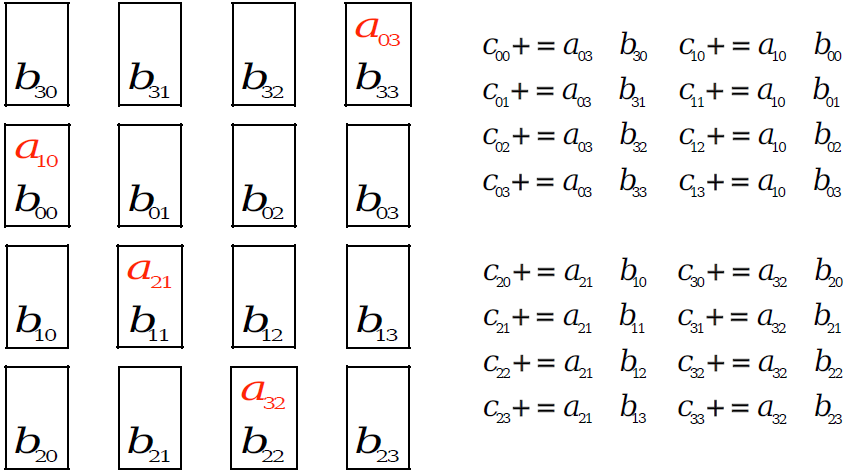 a03
b30 b31 b32 b33
a10
b00 b01 b02 b03
a21
b10 b11 b12 b13
a32
b20 b21 b22 b23
c00+=a03 b30 c10+=a10 b00
c01+=a03 b31 c11+=a10 b01
c02+=a03 b32 c12+=a10 b02
c03+=a03 b33 c13+=a10 b03
c20+=a21 b10 c30+=a32 b20
c21+=a21 b11 c31+=a32 b21
c22+=a21 b12 c32+=a32 b22
c23+=a21 b13 c33+=a32 b23